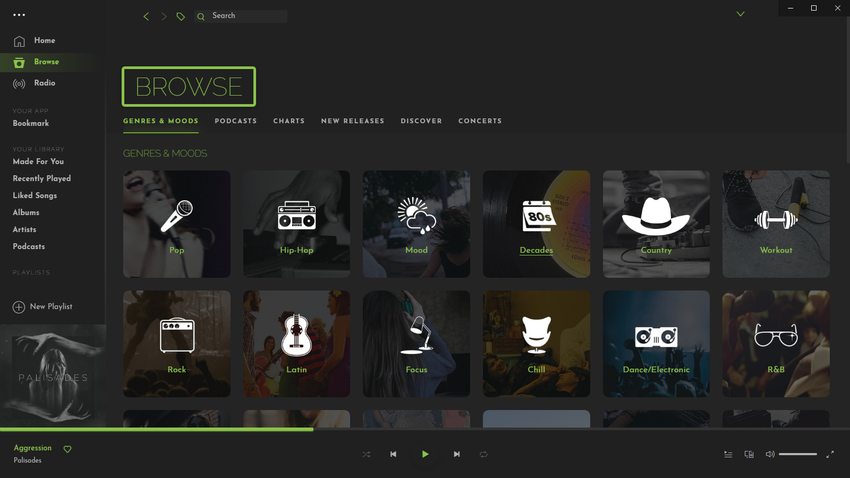 Search
Home
Browse
Radio
YOUR APP
Bookmark
YOUR LIBRARY
Made For You
Recently Played
Liked Songs
Albums
Artists
Podcasts
PLAYLISTS
New Playlist
PALISADES
BROWSE
GENRES & MOODS PODCASTS CHARTS NEW RELEASES DISCOVER CONCERTS
GENRES & MOODS
Pop
Hip-Hop
Mood
80s
Decades
Country
Workout
Rock
Latin
Focus
Chill
Dance/Electronic
R&B
Aggression
Palisades